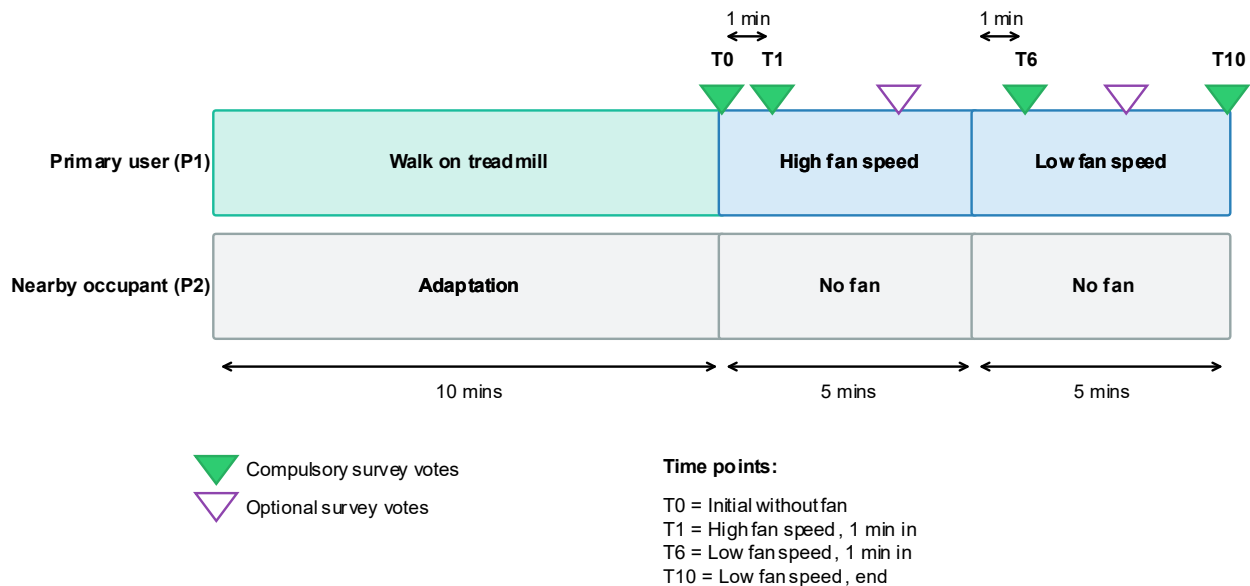 1 min
1 min
T0
T1
T6
T10
Primary user (P1)
Walk on treadmill
High fan speed
Low fan speed
Nearby occupant (P2)
Adaptation
No fan
No fan
10 mins
5 mins
5 mins
Compulsory survey votes
Optional survey votes
Time points:
T0 = Initial without fan
T1 = High fan speed, 1 min in
T6 = Low fan speed, 1 min in
T10 = Low fan speed, end